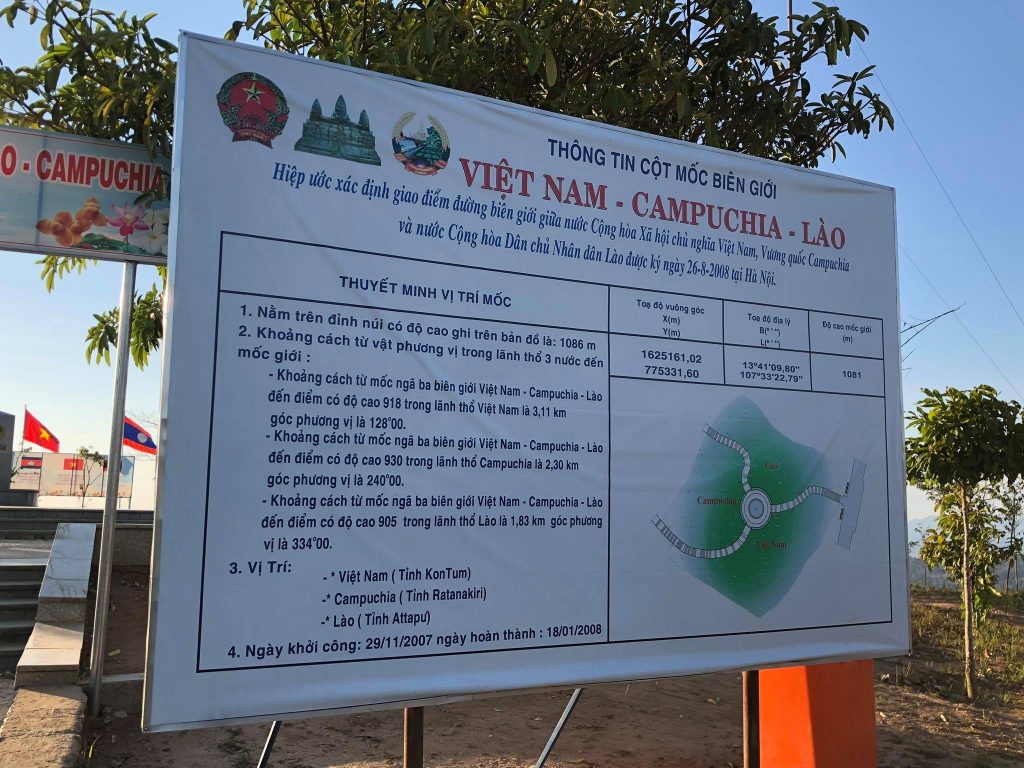 O - CAMPUCHIA
THÔNG TIN CỘT MỐC BIÊN GIỚI
VIỆT NAM - CAMPUCHIA - LÀO
Hiệp ước xác định giao điểm đường biên giới giữa nước Cộng hòa Xã hội chủ nghĩa Việt Nam, Vương quốc Campuchia
và nước Cộng hòa Dân chủ Nhân dân Lào được ký ngày 26-8-2008 tại Hà Nội.
THUYẾT MINH VỊ TRÍ MỐC
1. Nằm trên đỉnh núi có độ cao ghi trên bản đồ là: 1086 m
2. Khoảng cách từ vật phương vị trong lãnh thổ 3 nước đến
mốc giới :
- Khoảng cách từ mốc ngã ba biên giới Việt Nam - Campuchia - Lào
đến điểm có độ cao 918 trong lãnh thổ Việt Nam là 3,11 km
góc phương vị là 128°00.
- Khoảng cách từ mốc ngã ba biên giới Việt Nam - Campuchia - Lào
đến điểm có độ cao 930 trong lãnh thổ Campuchia là 2,30 km
góc phương vị là 240°00.
- Khoảng cách từ mốc ngã ba biên giới Việt Nam - Campuchia - Lào
đến điểm có độ cao 905 trong lãnh thổ Lào là 1,83 km góc phương
vị là 334°00.
3. Vị Trí:
- * Việt Nam ( Tỉnh KonTum)
-* Campuchia ( Tỉnh Ratanakiri)
-* Lào ( Tỉnh Attapư)
4. Ngày khởi công: 29/11/2007 ngày hoàn thành : 18/01/2008
Toạ độ vuông góc
X(m)
Y(m)
Toạ độ địa lý
B(° ' ")
L(° ' ")
Độ cao mốc giới
(m)
1625161,02
775331,60
13°41'09,80"
107°33'22,79"
1081
Lào
Campuchia
Việt Nam